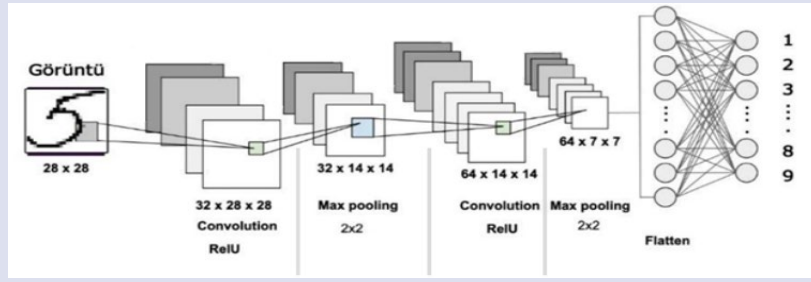 Görüntü
28 x 28
32 x 28 x 28
Convolution
RelU
32 x 14 x 14
Max pooling
2x2
64 x 14 x 14
Convolution
RelU
64 x 7 x 7
Max pooling
2x2
Flatten
1
2
3
8
9